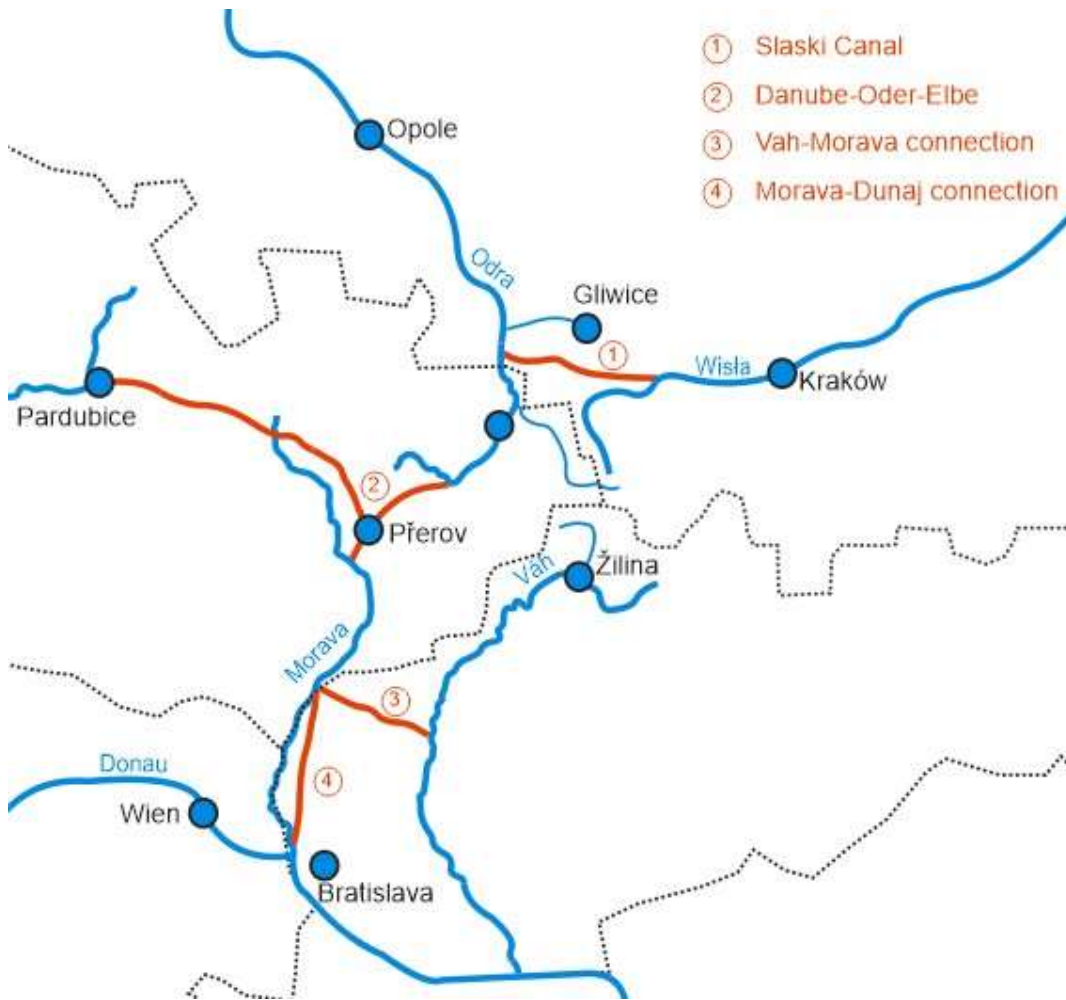 ① Slaski Canal
② Danube-Oder-Elbe
③ Vah-Morava connection
④ Morava-Dunaj connection
Opole
Odra
Gliwice
①
Wisła
Kraków
Pardubice
②
Přerov
Váh
Žilina
Morava
③
Donau
④
Wien
Bratislava